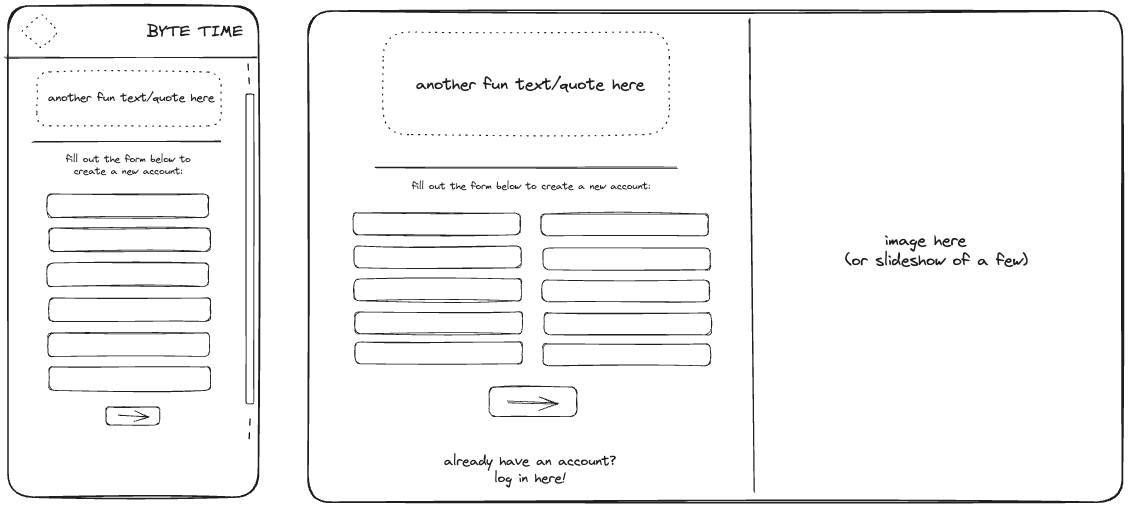 BYTE TIME
another fun text/quote here
fill out the form below to
create a new account:
another fun text/quote here
fill out the form below to create a new account:
already have an account?
log in here!
image here
(or slideshow of a few)